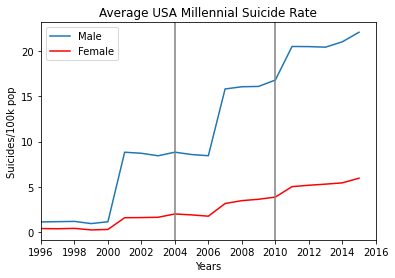 Average USA Millennial Suicide Rate
Male
Female
Suicides/100k pop
20
15
10
5
0
1996 1998 2000 2002 2004 2006 2008 2010 2012 2014 2016
Years